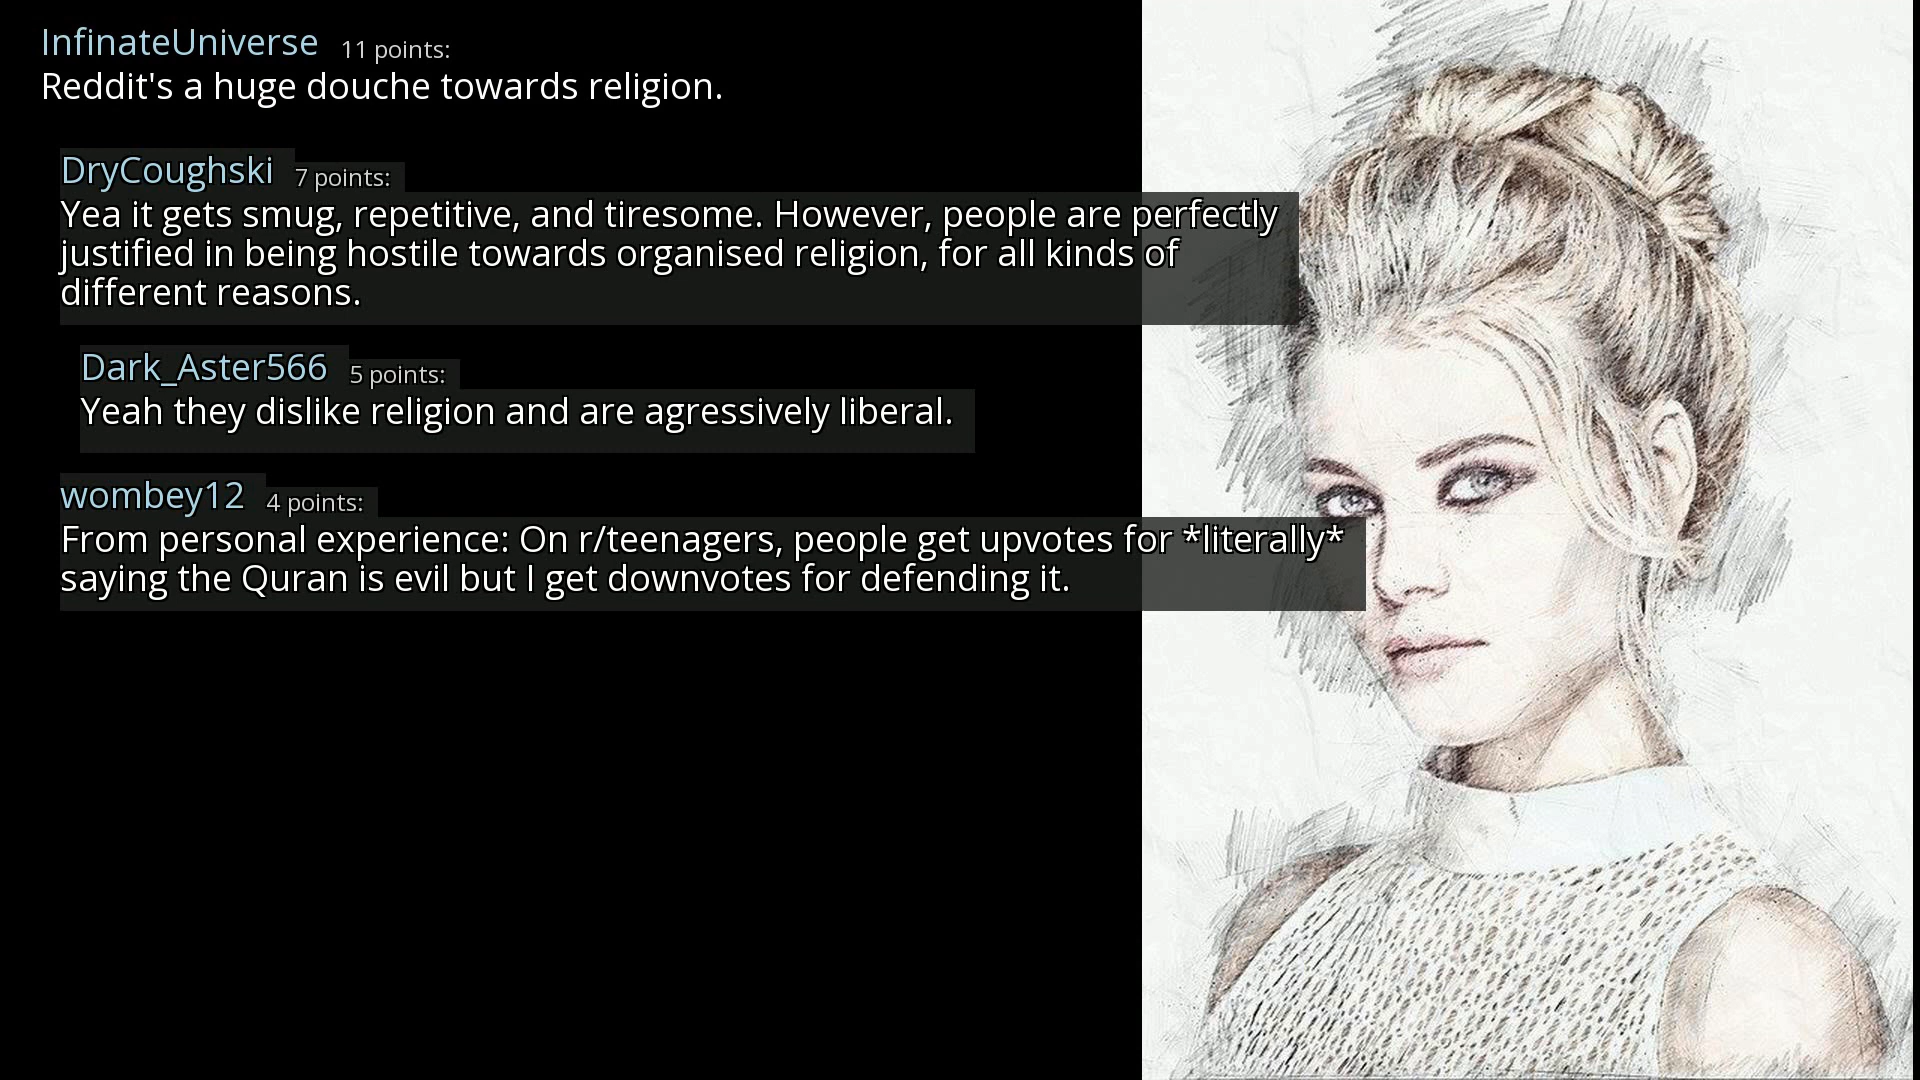 InfinateUniverse 11 points:
Reddit's a huge douche towards religion.
DryCoughski 7 points:
Yea it gets smug, repetitive, and tiresome. However, people are perfectly
justified in being hostile towards organised religion, for all kinds of
different reasons.
Dark_Aster566 5 points:
Yeah they dislike religion and are agressively liberal.
wombey12 4 points:
From personal experience: On r/teenagers, people get upvotes for *literally*
saying the Quran is evil but I get downvotes for defending it.